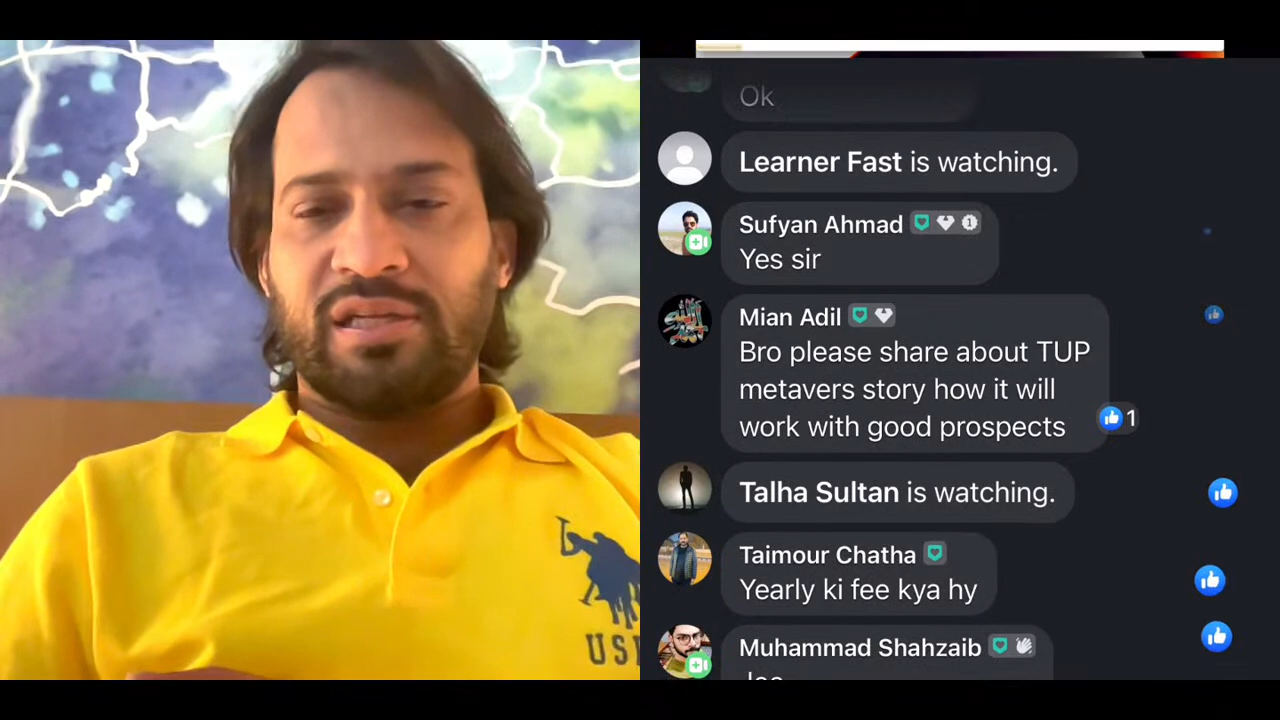 Ok
Learner Fast is watching.
Sufyan Ahmad
Yes sir
Mian Adil
Bro please share about TUP
metavers story how it will
work with good prospects
1
Talha Sultan is watching.
Taimour Chatha
Yearly ki fee kya hy
Muhammad Shahzaib